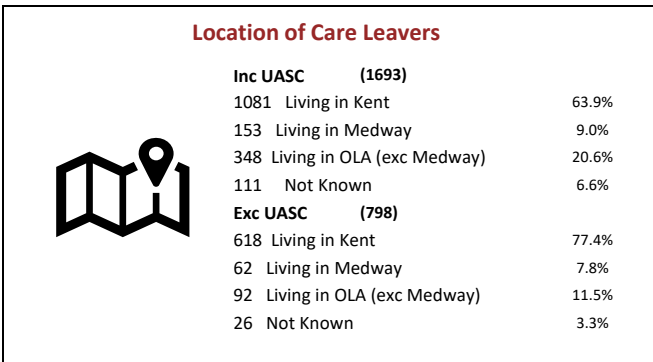 Location of Care Leavers
Inc UASC (1693)
1081 Living in Kent 63.9%
153 Living in Medway 9.0%
348 Living in OLA (exc Medway) 20.6%
111 Not Known 6.6%
Exc UASC (798)
618 Living in Kent 77.4%
62 Living in Medway 7.8%
92 Living in OLA (exc Medway) 11.5%
26 Not Known 3.3%